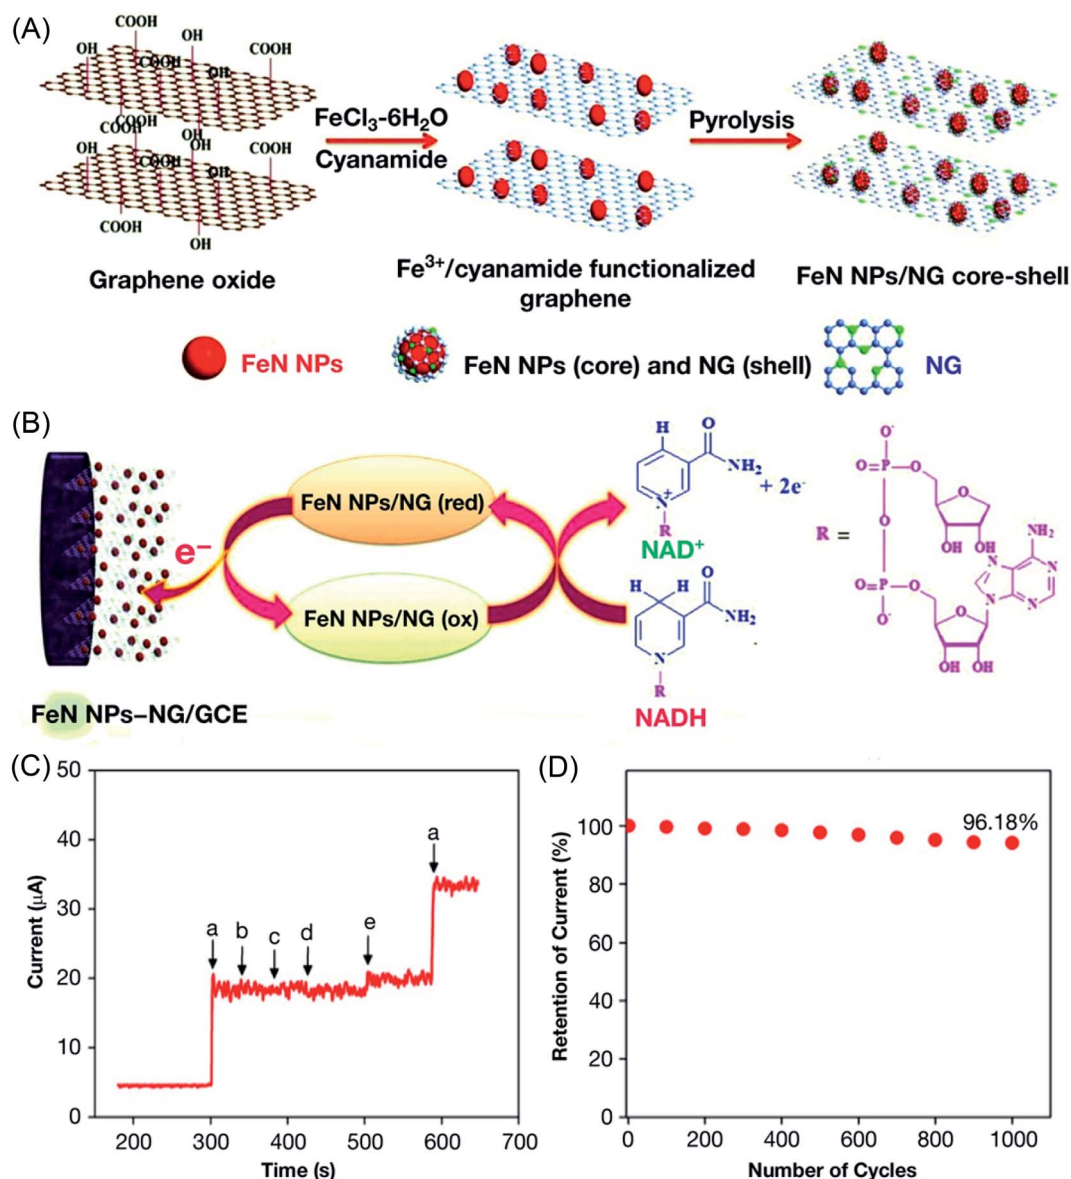 (A)
COOH
OH
OH
COOH
COOH
OH
COOH
COOH
OH
OH
OH
COOH
COOH
OH
COOH
OH
FeCl₃-6H₂O
Cyanamide
Pyrolysis
Graphene oxide
Fe³⁺/cyanamide functionalized
graphene
FeN NPs/NG core-shell
FeN NPs
FeN NPs (core) and NG (shell)
NG
(B)
FeN NPs/NG (red)
e⁻
FeN NPs/NG (ox)
FeN NPs–NG/GCE
H
O
NH₂
N
+
+ 2e⁻
R
NAD⁺
H H
O
NH₂
N
R
NADH
R =
O⁻
O=P
O
O
OH OH
O
O=P
O
O⁻
O
OH OH
NH₂
N
N
N
N
(C)
50
40
30
20
10
0
Current (μA)
a
b
c
d
e
a
200
300
400
500
600
700
Time (s)
(D)
100
80
60
40
20
0
Retention of Current (%)
96.18%
0
200
400
600
800
1000
Number of Cycles